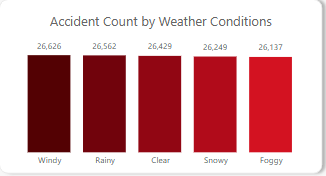 Accident Count by Weather Conditions
26,626 26,562 26,429 26,249 26,137
Windy Rainy Clear Snowy Foggy